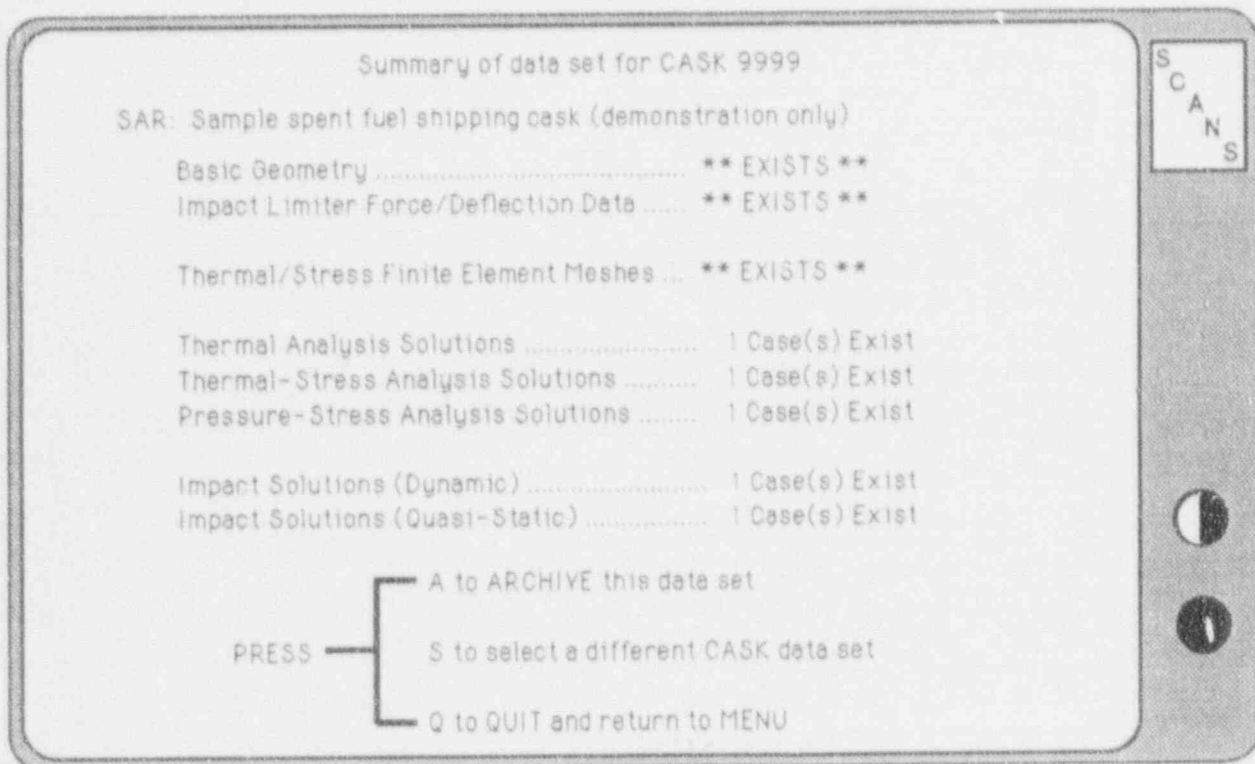 Summary of data set for CASK 9999
SAR: Sample spent fuel shipping cask (demonstration only)
Basic Geometry ........................................ ** EXISTS **
Impact Limiter Force/Deflection Data ...... ** EXISTS **
Thermal/Stress Finite Element Meshes ... ** EXISTS **
Thermal Analysis Solutions ...................... 1 Case(s) Exist
Thermal-Stress Analysis Solutions .......... 1 Case(s) Exist
Pressure-Stress Analysis Solutions ........ 1 Case(s) Exist
Impact Solutions (Dynamic) ....................... 1 Case(s) Exist
Impact Solutions (Quasi-Static) ................ 1 Case(s) Exist
A to ARCHIVE this data set
PRESS S to select a different CASK data set
Q to QUIT and return to MENU
SCANS